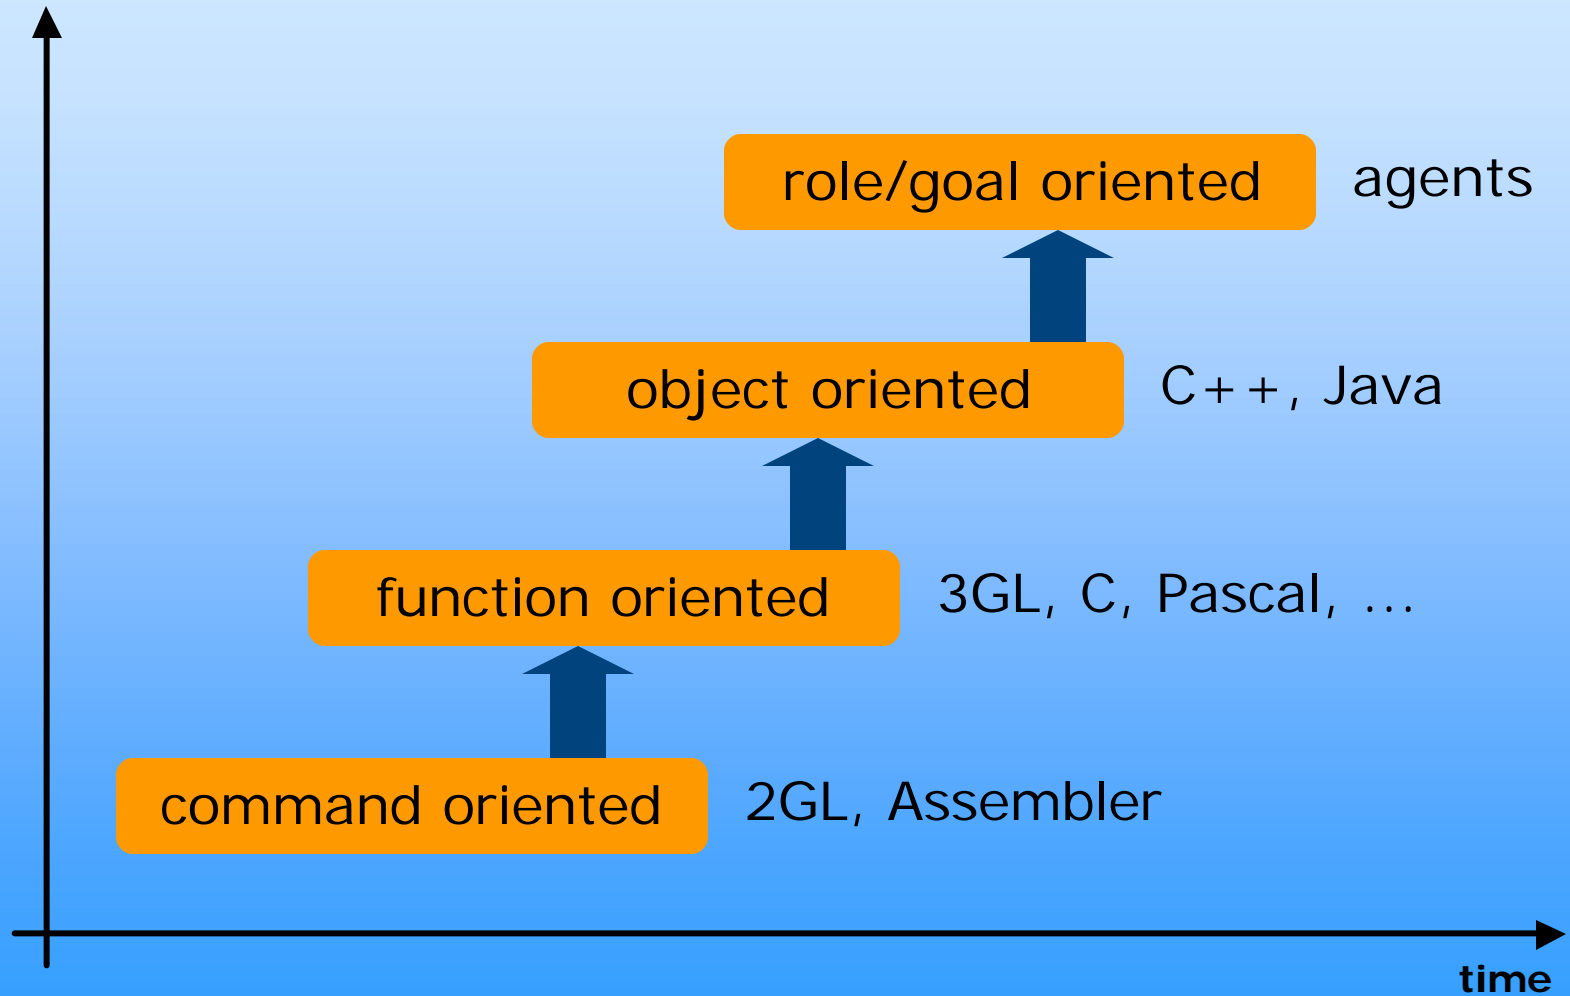 role/goal oriented agents
object oriented C++, Java
function oriented 3GL, C, Pascal, ...
command oriented 2GL, Assembler
time